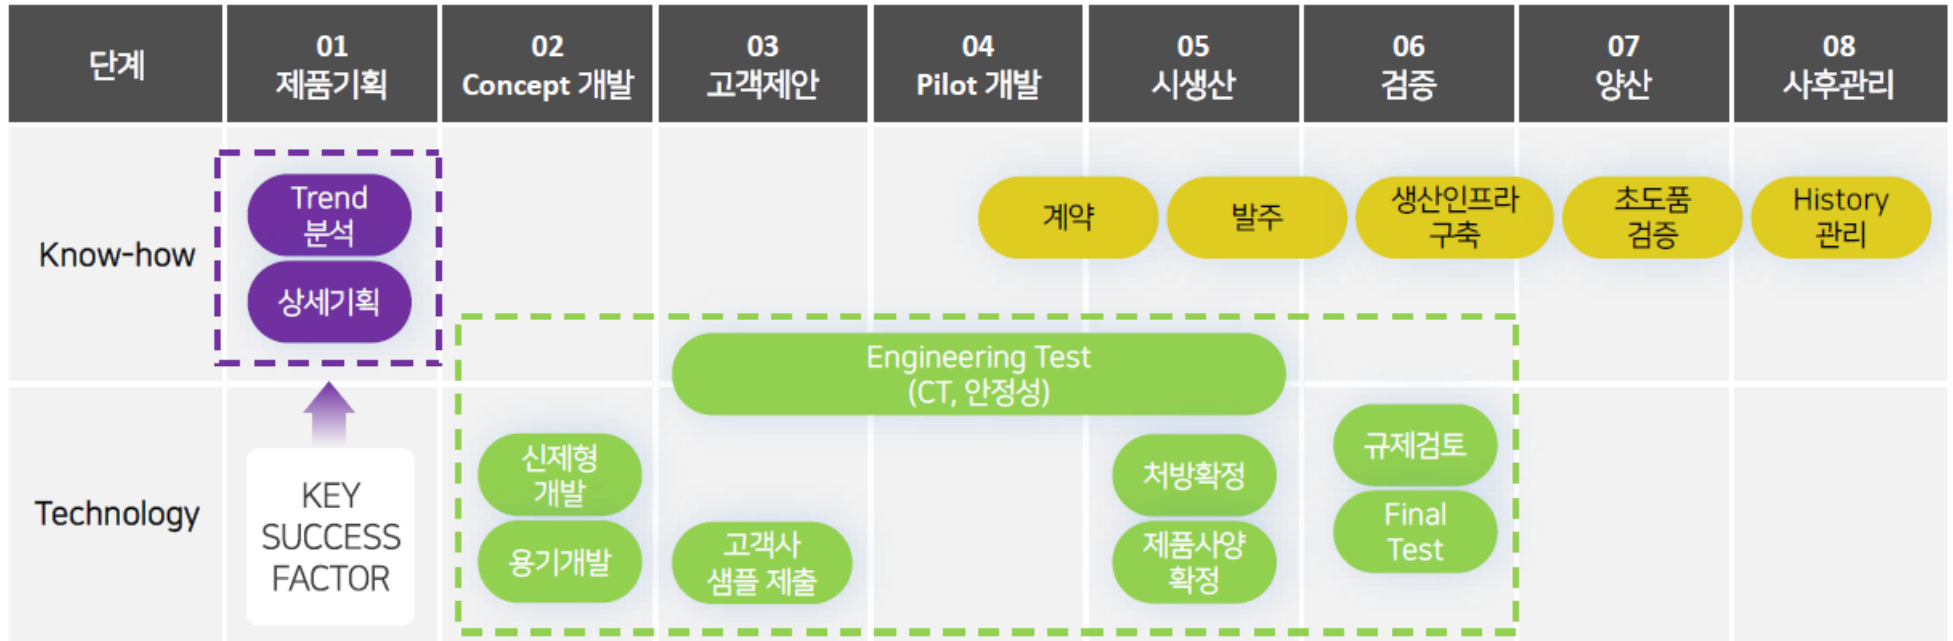 단계
01
제품기획
02
Concept 개발
03
고객제안
04
Pilot 개발
05
시생산
06
검증
07
양산
08
사후관리
Know-how
Trend
분석
상세기획
계약
발주
생산인프라
구축
초도품
검증
History
관리
Engineering Test
(CT, 안정성)
Technology
KEY
SUCCESS
FACTOR
신제형
개발
용기개발
고객사
샘플 제출
처방확정
제품사양
확정
규제검토
Final
Test